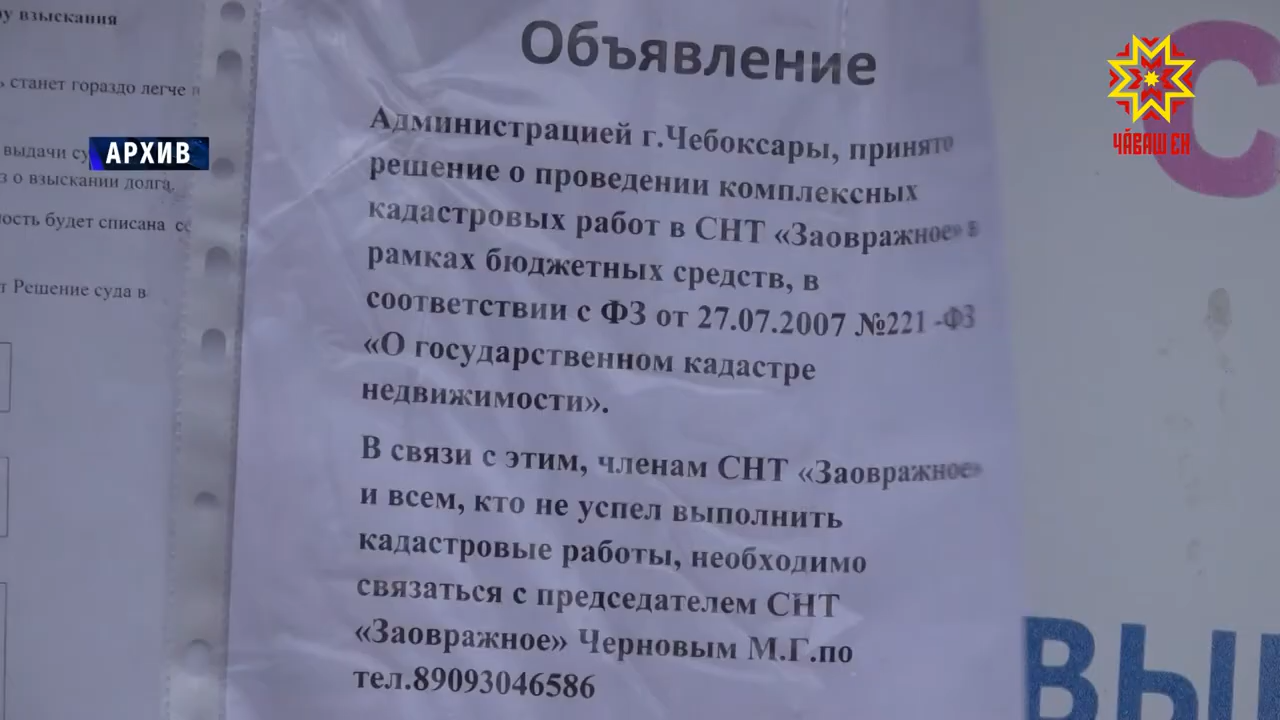 у взыскания
станет гораздо легче
выдачи
АРХИВ
з о взыскании долга.
ность будет списана
т Решение суда в
Объявление
Администрацией г.Чебоксары, принято
решение о проведении комплексных
кадастровых работ в СНТ «Заовражное» в
рамках бюджетных средств, в
соответствии с ФЗ от 27.07.2007 №221 -ФЗ
«О государственном кадастре
недвижимости».
В связи с этим, членам СНТ «Заовражное»
и всем, кто не успел выполнить
кадастровые работы, необходимо
связаться с председателем СНТ
«Заовражное» Черновым М.Г.по
тел.89093046586
ЧӐВАШ ЕН
С
ВЫ